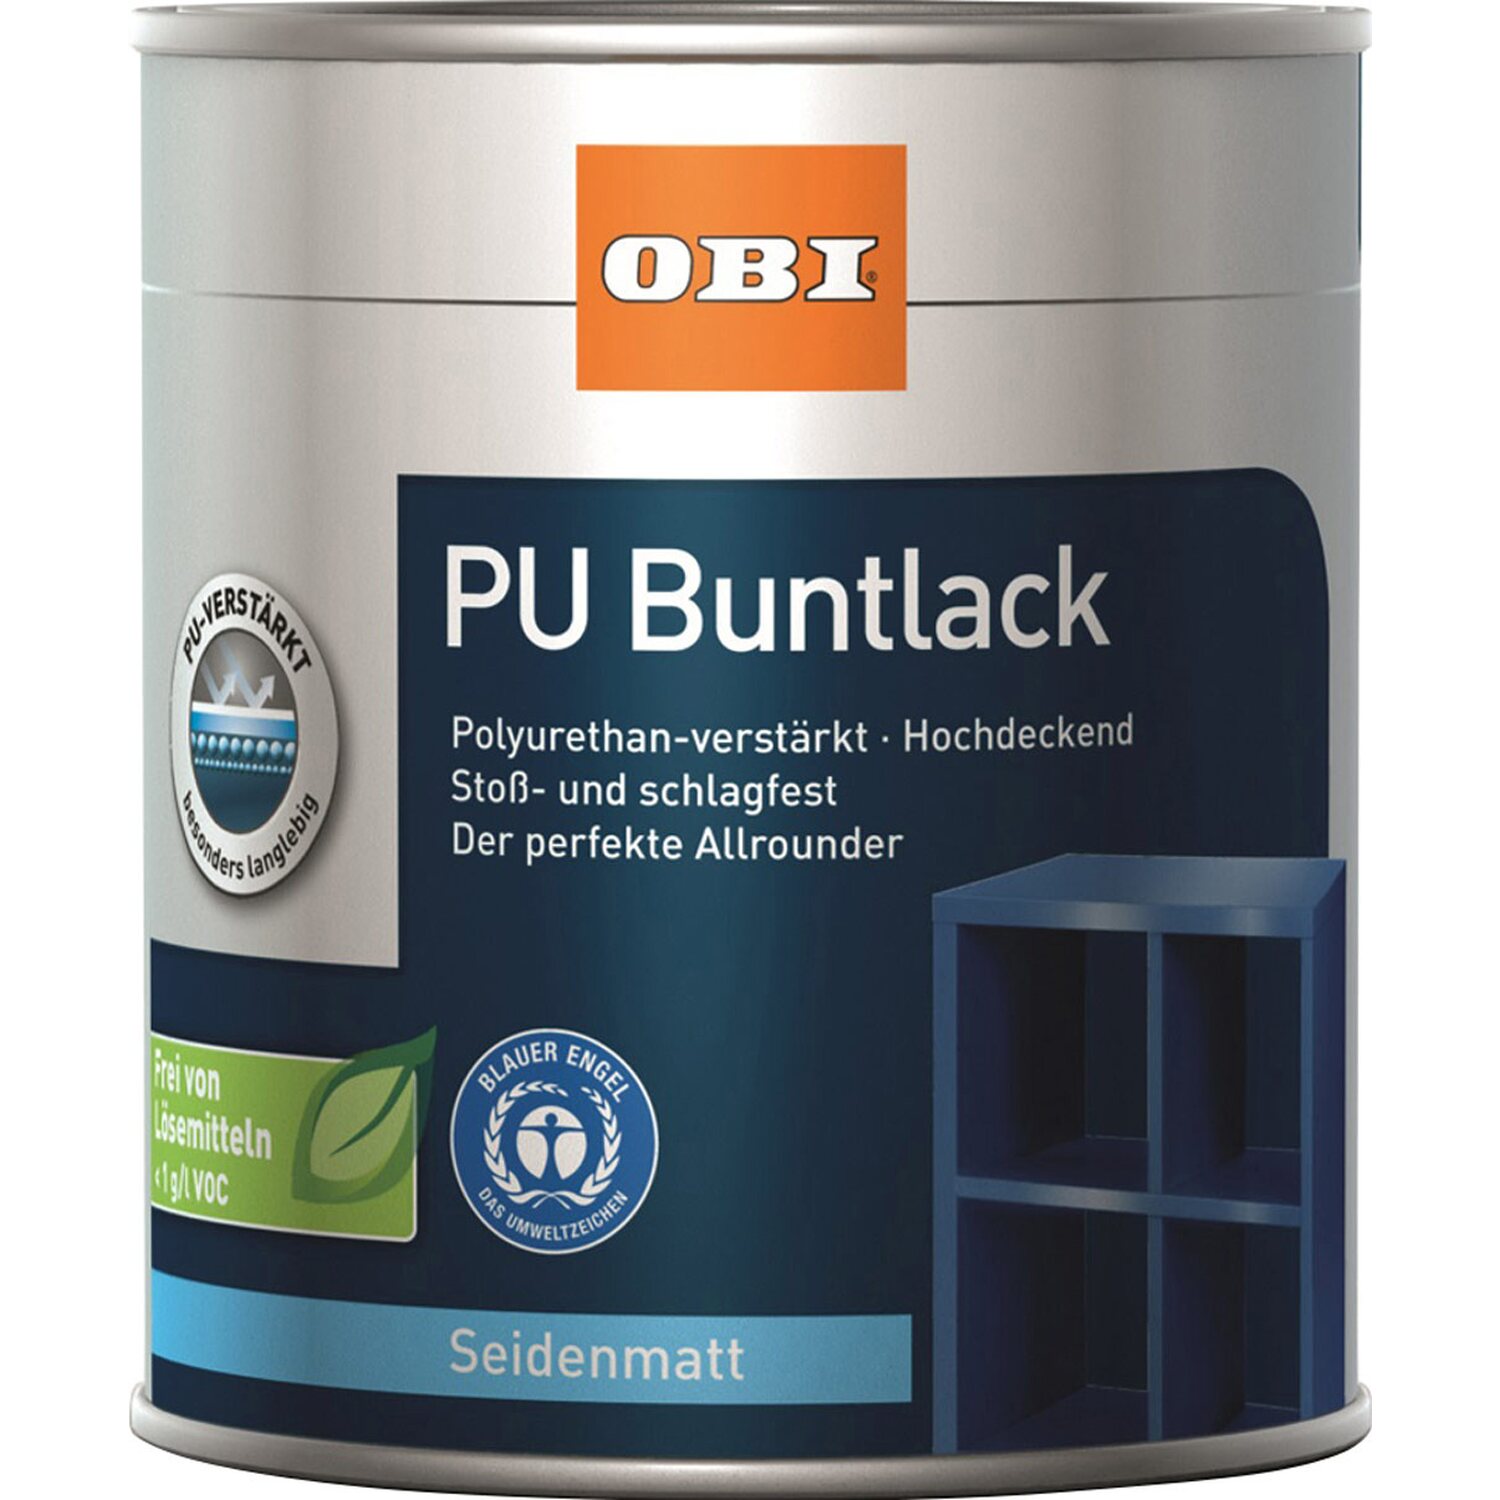 OBI®
PU Buntlack
PU-VERSTÄRKT
besonders langlebig
Polyurethan-verstärkt · Hochdeckend
Stoß- und schlagfest
Der perfekte Allrounder
Frei von
Lösemitteln
< 1 g/l VOC
BLAUER ENGEL
DAS UMWELTZEICHEN
Seidenmatt